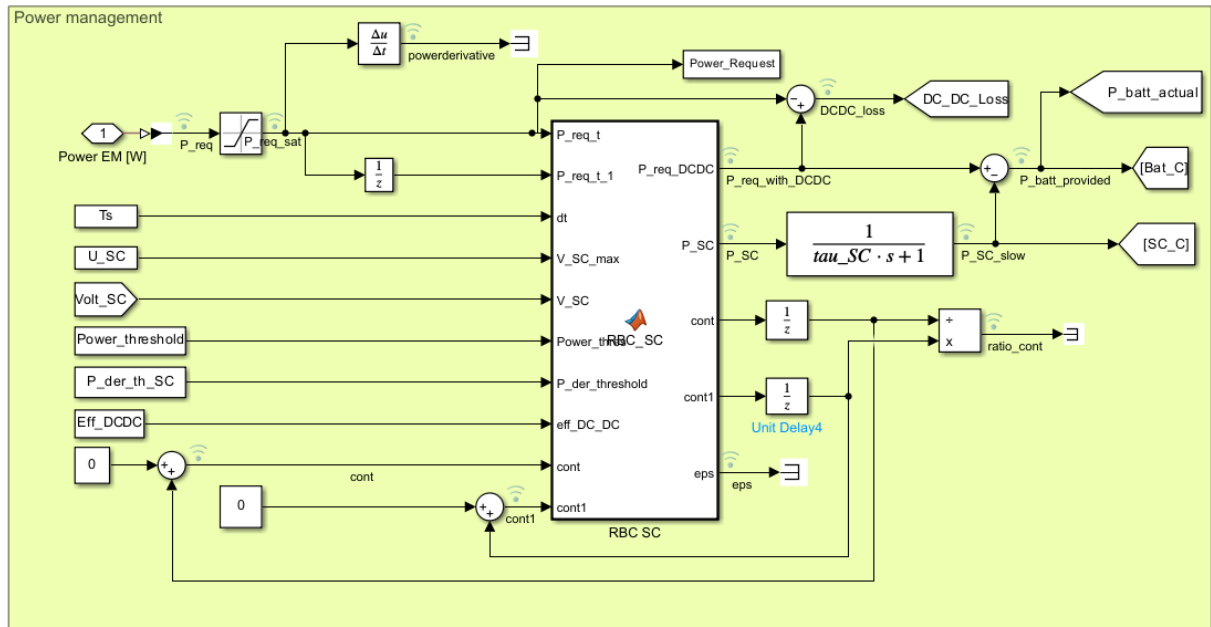 Power management
Δu
Δt
powerderivative
Power_Request
P_batt_actual
DCDC_loss
DC_DC_Loss
1
Power EM [W]
P_req
P_req_sat
P_req_t
1
z
P_req_t_1
P_req_DCDC
P_req_with_DCDC
P_batt_provided
[Bat_C]
Ts
dt
U_SC
V_SC_max
P_SC
P_SC
1
tau_SC · s + 1
P_SC_slow
[SC_C]
Volt_SC
V_SC
Power_threshold
Power_thres
RBC_SC
cont
1
z
÷
x
ratio_cont
P_der_th_SC
P_der_threshold
cont1
1
z
Unit Delay4
Eff_DCDC
eff_DC_DC
0
cont
cont
eps
eps
0
cont1
cont1
RBC SC